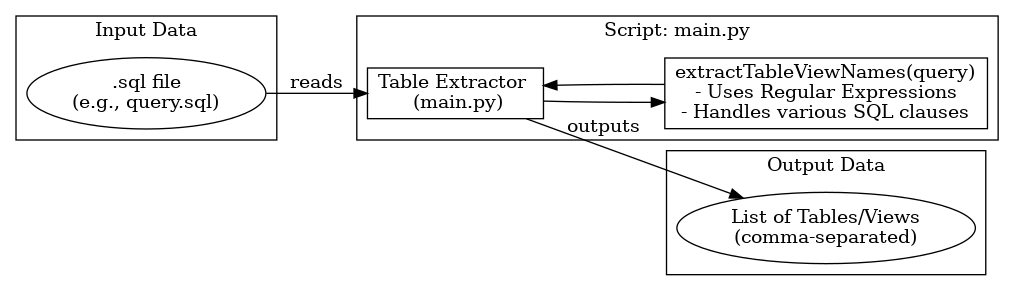 Input Data
.sql file
(e.g., query.sql)
reads
Script: main.py
Table Extractor
(main.py)
extractTableViewNames(query)
- Uses Regular Expressions
- Handles various SQL clauses
outputs
Output Data
List of Tables/Views
(comma-separated)